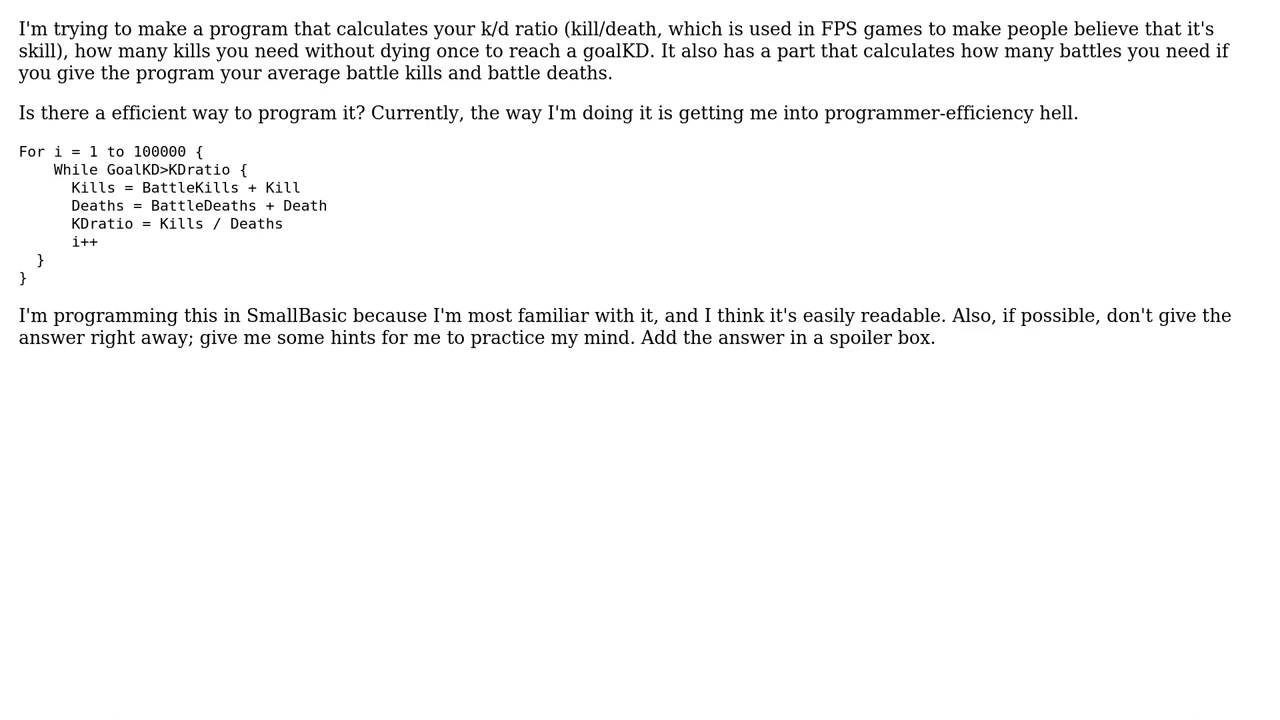 I'm trying to make a program that calculates your k/d ratio (kill/death, which is used in FPS games to make people believe that it's
skill), how many kills you need without dying once to reach a goalKD. It also has a part that calculates how many battles you need if
you give the program your average battle kills and battle deaths.
Is there a efficient way to program it? Currently, the way I'm doing it is getting me into programmer-efficiency hell.
For i = 1 to 100000 {
    While GoalKD>KDratio {
      Kills = BattleKills + Kill
      Deaths = BattleDeaths + Death
      KDratio = Kills / Deaths
      i++
  }
}
I'm programming this in SmallBasic because I'm most familiar with it, and I think it's easily readable. Also, if possible, don't give the
answer right away; give me some hints for me to practice my mind. Add the answer in a spoiler box.